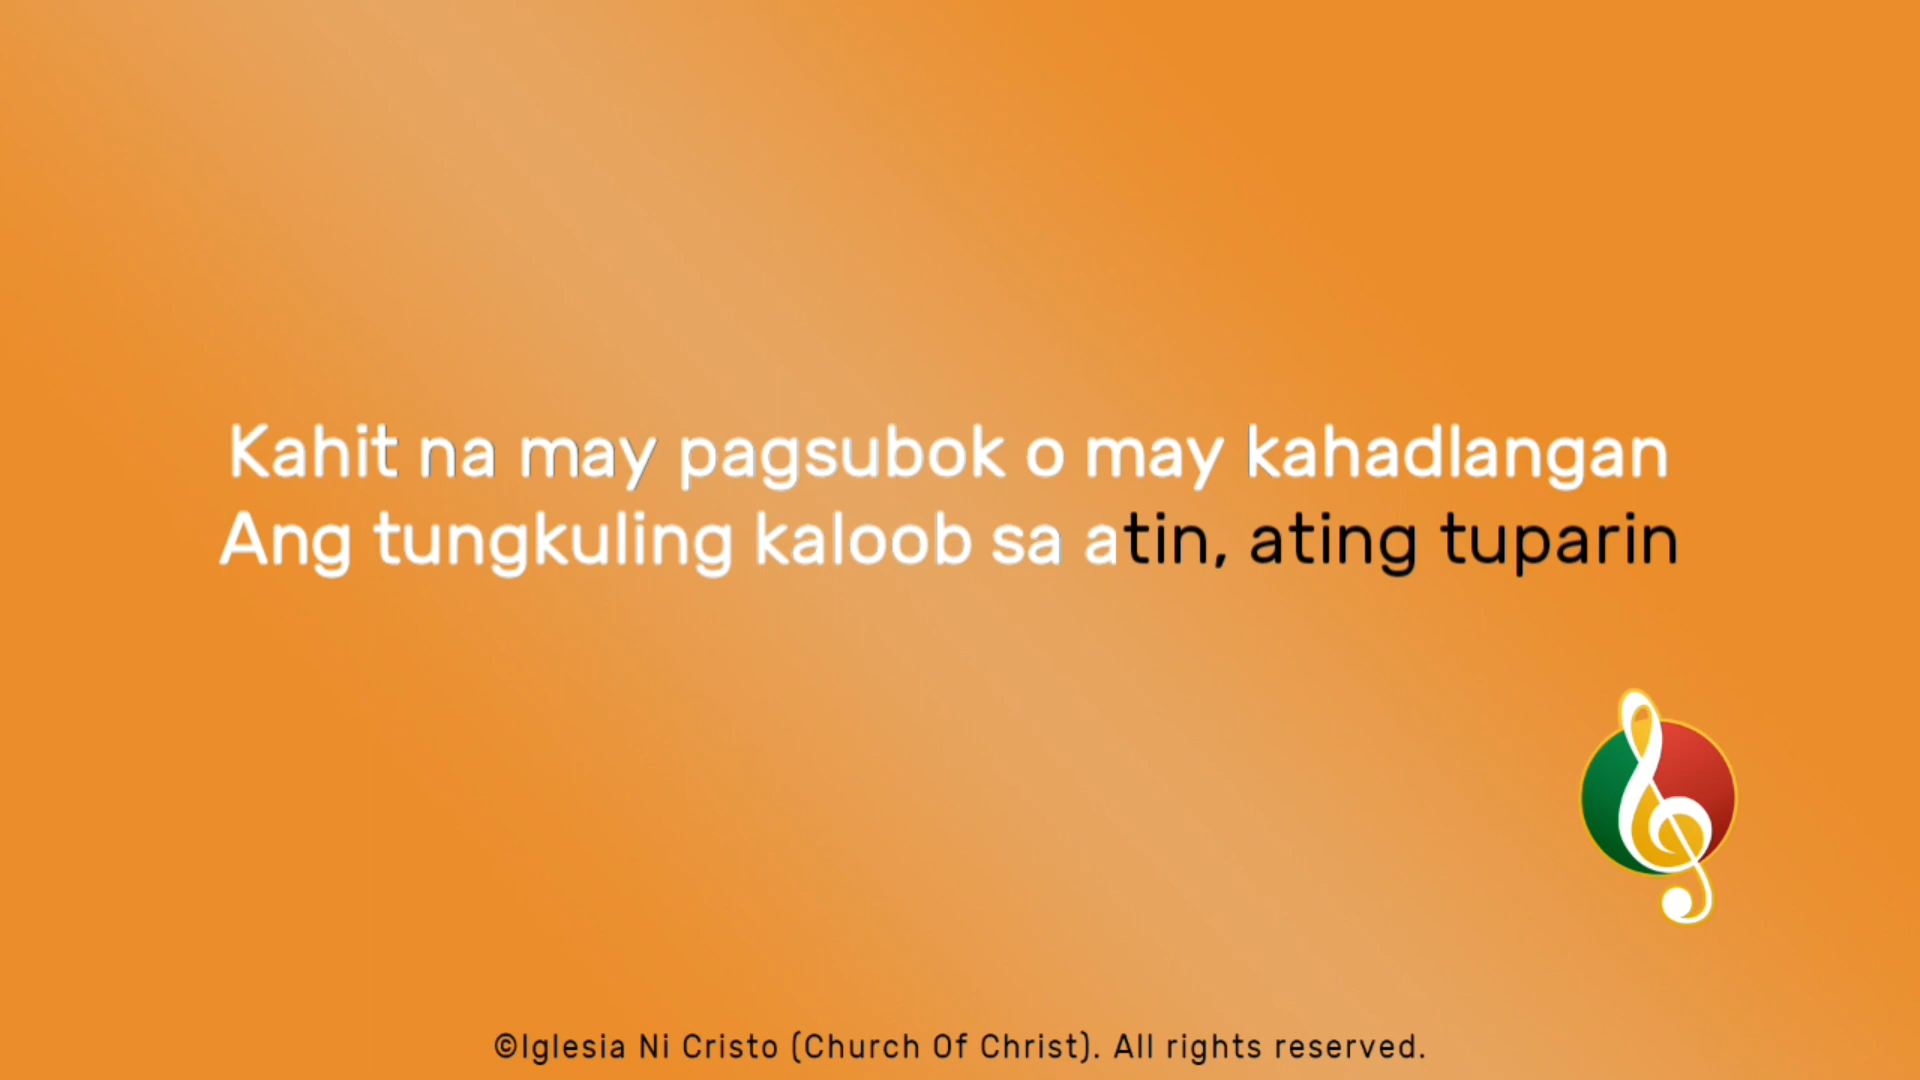 Kahit na may pagsubok o may kahadlangan
Ang tungkuling kaloob sa atin, ating tuparin
©Iglesia Ni Cristo (Church Of Christ). All rights reserved.